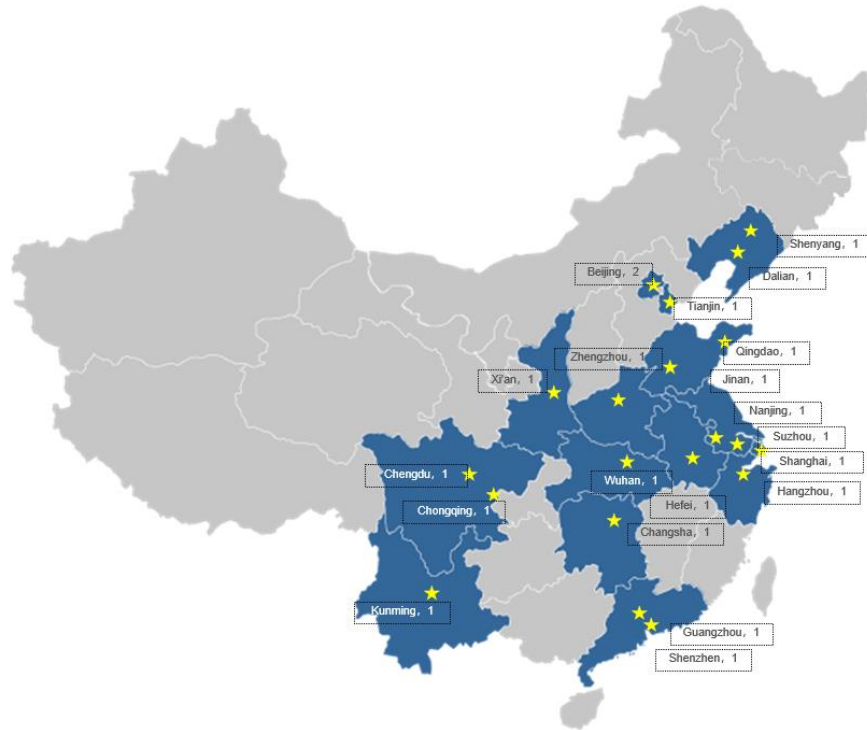 Shenyang, 1
Beijing, 2
Dalian, 1
Tianjin, 1
Qingdao, 1
Zhengzhou, 1
Xi'an, 1
Jinan, 1
Nanjing, 1
Suzhou, 1
Shanghai, 1
Chengdu, 1
Wuhan, 1
Hangzhou, 1
Chongqing, 1
Hefei, 1
Changsha, 1
Kunming, 1
Guangzhou, 1
Shenzhen, 1